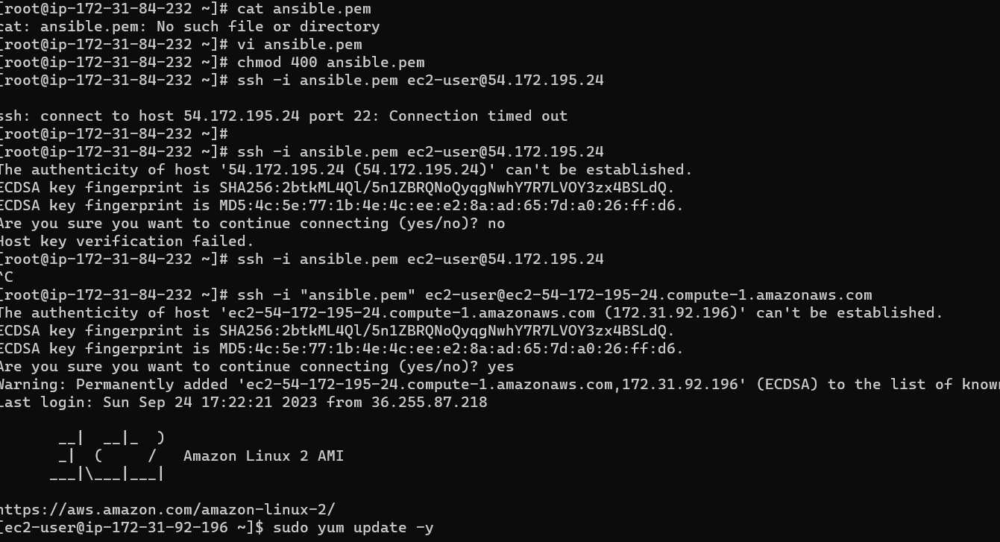 [root@ip-172-31-84-232 ~]# cat ansible.pem
cat: ansible.pem: No such file or directory
[root@ip-172-31-84-232 ~]# vi ansible.pem
[root@ip-172-31-84-232 ~]# chmod 400 ansible.pem
[root@ip-172-31-84-232 ~]# ssh -i ansible.pem ec2-user@54.172.195.24
ssh: connect to host 54.172.195.24 port 22: Connection timed out
[root@ip-172-31-84-232 ~]#
[root@ip-172-31-84-232 ~]# ssh -i ansible.pem ec2-user@54.172.195.24
The authenticity of host '54.172.195.24 (54.172.195.24)' can't be established.
ECDSA key fingerprint is SHA256:2btkML4Ql/5n1ZBRQNoQyqgNwhY7R7LVOY3zx4BSLdQ.
ECDSA key fingerprint is MD5:4c:5e:77:1b:4e:4c:ee:e2:8a:ad:65:7d:a0:26:ff:d6.
Are you sure you want to continue connecting (yes/no)? no
Host key verification failed.
[root@ip-172-31-84-232 ~]# ssh -i ansible.pem ec2-user@54.172.195.24
^C
[root@ip-172-31-84-232 ~]# ssh -i "ansible.pem" ec2-user@ec2-54-172-195-24.compute-1.amazonaws.com
The authenticity of host 'ec2-54-172-195-24.compute-1.amazonaws.com (172.31.92.196)' can't be established.
ECDSA key fingerprint is SHA256:2btkML4Ql/5n1ZBRQNoQyqgNwhY7R7LVOY3zx4BSLdQ.
ECDSA key fingerprint is MD5:4c:5e:77:1b:4e:4c:ee:e2:8a:ad:65:7d:a0:26:ff:d6.
Are you sure you want to continue connecting (yes/no)? yes
Warning: Permanently added 'ec2-54-172-195-24.compute-1.amazonaws.com,172.31.92.196' (ECDSA) to the list of known
Last login: Sun Sep 24 17:22:21 2023 from 36.255.87.218
       __|  __|_  )
       _|  (     /   Amazon Linux 2 AMI
      ___|\___|___|
https://aws.amazon.com/amazon-linux-2/
[ec2-user@ip-172-31-92-196 ~]$ sudo yum update -y